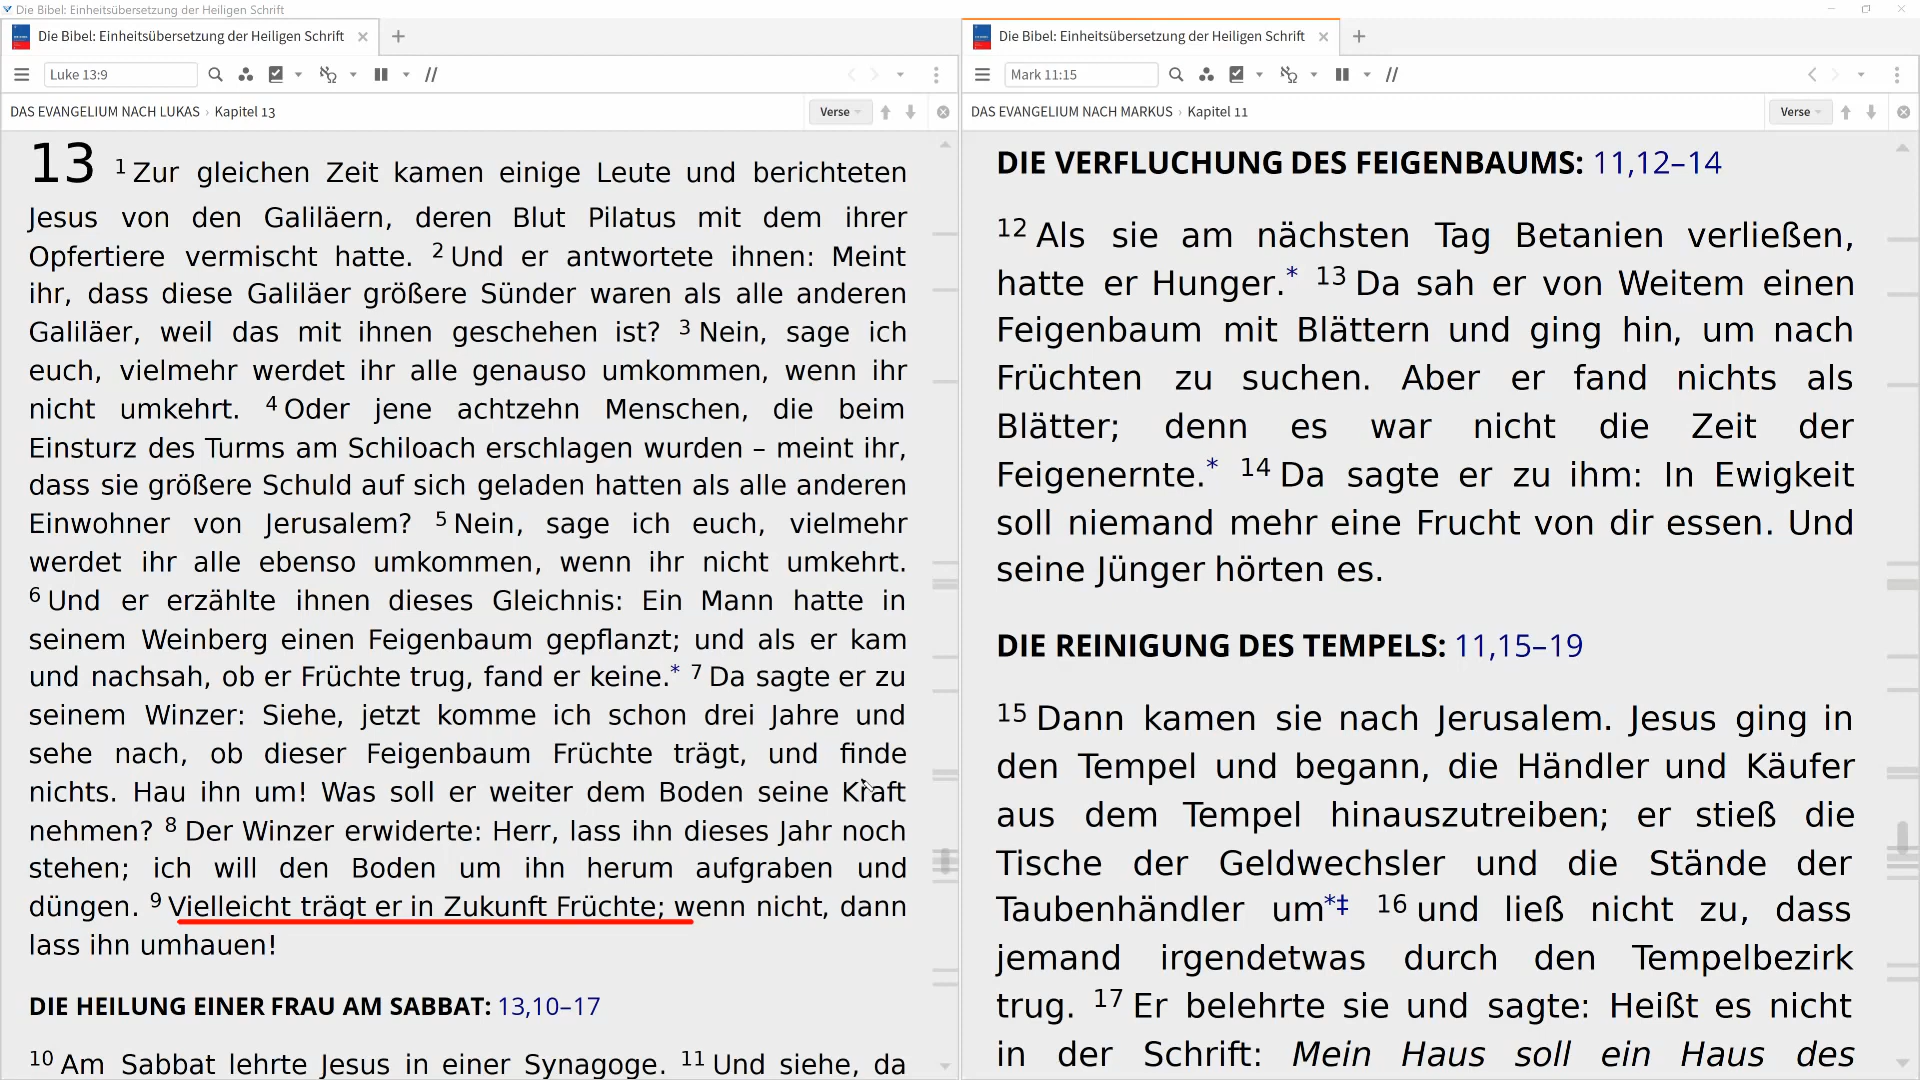 Die Bibel: Einheitsübersetzung der Heiligen Schrift
Die Bibel: Einheitsübersetzung der Heiligen Schrift
Luke 13:9
DAS EVANGELIUM NACH LUKAS › Kapitel 13
Verse
13 1 Zur gleichen Zeit kamen einige Leute und berichteten
Jesus von den Galiläern, deren Blut Pilatus mit dem ihrer
Opfertiere vermischt hatte. 2 Und er antwortete ihnen: Meint
ihr, dass diese Galiläer größere Sünder waren als alle anderen
Galiläer, weil das mit ihnen geschehen ist? 3 Nein, sage ich
euch, vielmehr werdet ihr alle genauso umkommen, wenn ihr
nicht umkehrt. 4 Oder jene achtzehn Menschen, die beim
Einsturz des Turms am Schiloach erschlagen wurden – meint ihr,
dass sie größere Schuld auf sich geladen hatten als alle anderen
Einwohner von Jerusalem? 5 Nein, sage ich euch, vielmehr
werdet ihr alle ebenso umkommen, wenn ihr nicht umkehrt.
6 Und er erzählte ihnen dieses Gleichnis: Ein Mann hatte in
seinem Weinberg einen Feigenbaum gepflanzt; und als er kam
und nachsah, ob er Früchte trug, fand er keine.* 7 Da sagte er zu
seinem Winzer: Siehe, jetzt komme ich schon drei Jahre und
sehe nach, ob dieser Feigenbaum Früchte trägt, und finde
nichts. Hau ihn um! Was soll er weiter dem Boden seine Kraft
nehmen? 8 Der Winzer erwiderte: Herr, lass ihn dieses Jahr noch
stehen; ich will den Boden um ihn herum aufgraben und
düngen. 9 Vielleicht trägt er in Zukunft Früchte; wenn nicht, dann
lass ihn umhauen!
DIE HEILUNG EINER FRAU AM SABBAT: 13,10–17
10 Am Sabbat lehrte Jesus in einer Synagoge. 11 Und siehe, da
Die Bibel: Einheitsübersetzung der Heiligen Schrift
Mark 11:15
DAS EVANGELIUM NACH MARKUS › Kapitel 11
Verse
DIE VERFLUCHUNG DES FEIGENBAUMS: 11,12–14
12 Als sie am nächsten Tag Betanien verließen,
hatte er Hunger.* 13 Da sah er von Weitem einen
Feigenbaum mit Blättern und ging hin, um nach
Früchten zu suchen. Aber er fand nichts als
Blätter; denn es war nicht die Zeit der
Feigenernte.* 14 Da sagte er zu ihm: In Ewigkeit
soll niemand mehr eine Frucht von dir essen. Und
seine Jünger hörten es.
DIE REINIGUNG DES TEMPELS: 11,15–19
15 Dann kamen sie nach Jerusalem. Jesus ging in
den Tempel und begann, die Händler und Käufer
aus dem Tempel hinauszutreiben; er stieß die
Tische der Geldwechsler und die Stände der
Taubenhändler um*‡ 16 und ließ nicht zu, dass
jemand irgendetwas durch den Tempelbezirk
trug. 17 Er belehrte sie und sagte: Heißt es nicht
in der Schrift: Mein Haus soll ein Haus des